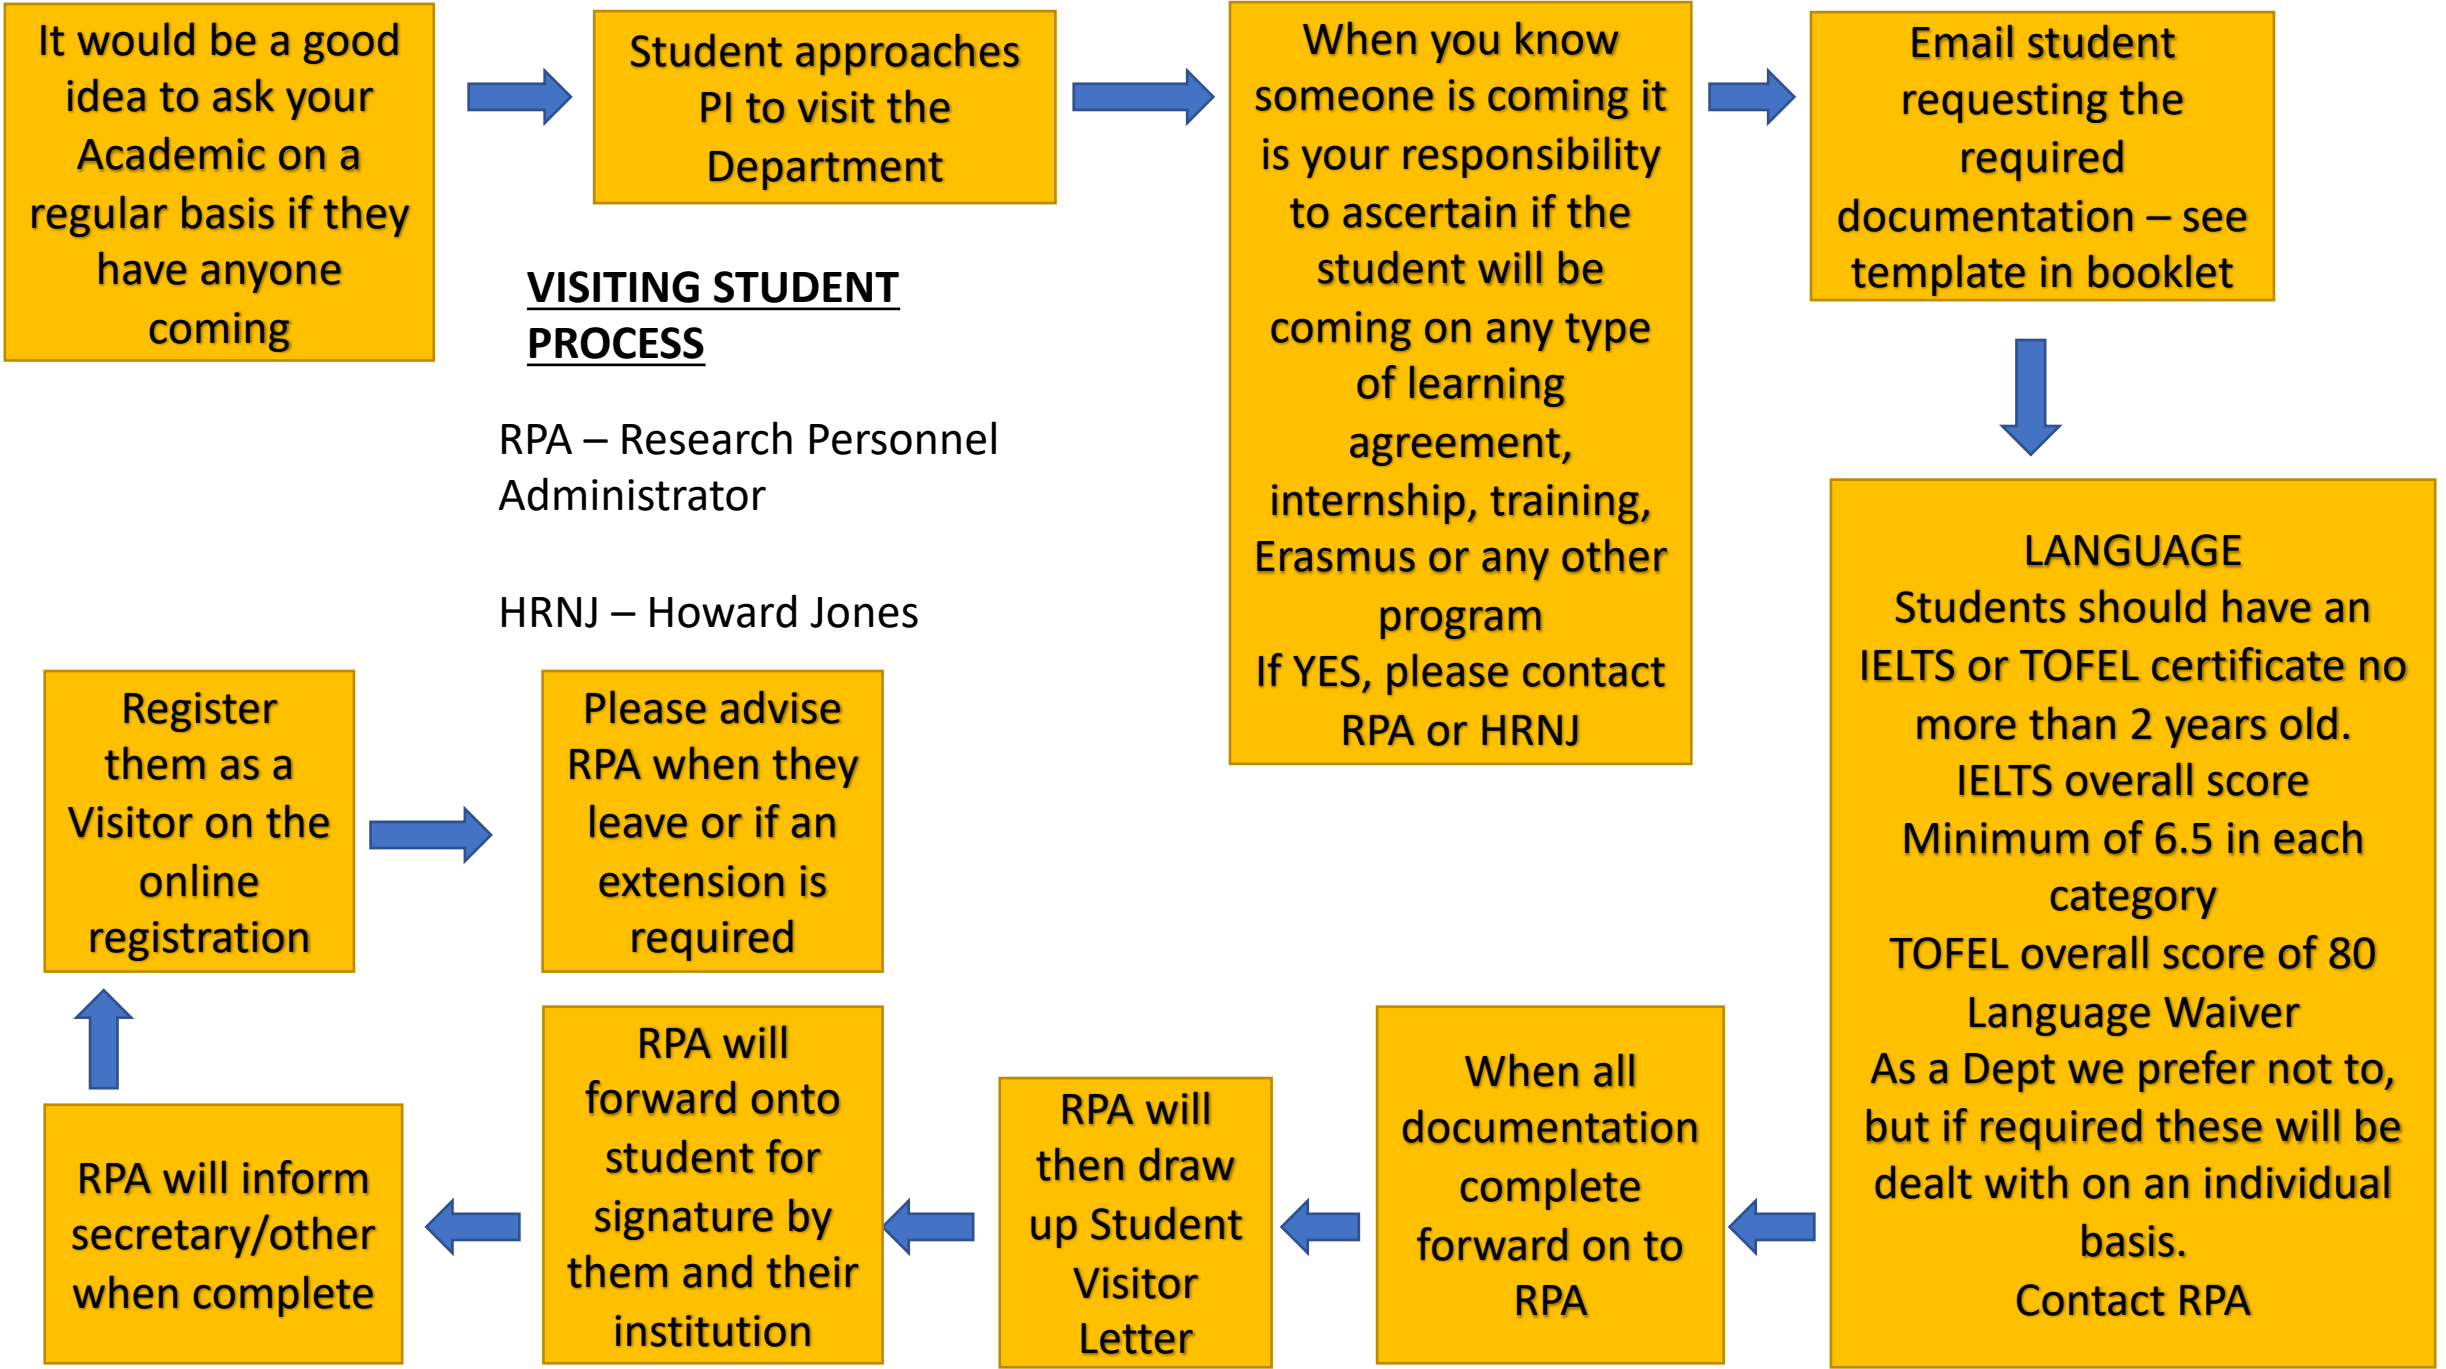 It would be a good
idea to ask your
Academic on a
regular basis if they
have anyone
coming
Student approaches
PI to visit the
Department
When you know
someone is coming it
is your responsibility
to ascertain if the
student will be
coming on any type
of learning
agreement,
internship, training,
Erasmus or any other
program
If YES, please contact
RPA or HRNJ
Email student
requesting the
required
documentation – see
template in booklet
VISITING STUDENT
PROCESS
RPA – Research Personnel
Administrator
HRNJ – Howard Jones
LANGUAGE
Students should have an
IELTS or TOFEL certificate no
more than 2 years old.
IELTS overall score
Minimum of 6.5 in each
category
TOFEL overall score of 80
Language Waiver
As a Dept we prefer not to,
but if required these will be
dealt with on an individual
basis.
Contact RPA
When all
documentation
complete
forward on to
RPA
RPA will
then draw
up Student
Visitor
Letter
RPA will
forward onto
student for
signature by
them and their
institution
RPA will inform
secretary/other
when complete
Register
them as a
Visitor on the
online
registration
Please advise
RPA when they
leave or if an
extension is
required